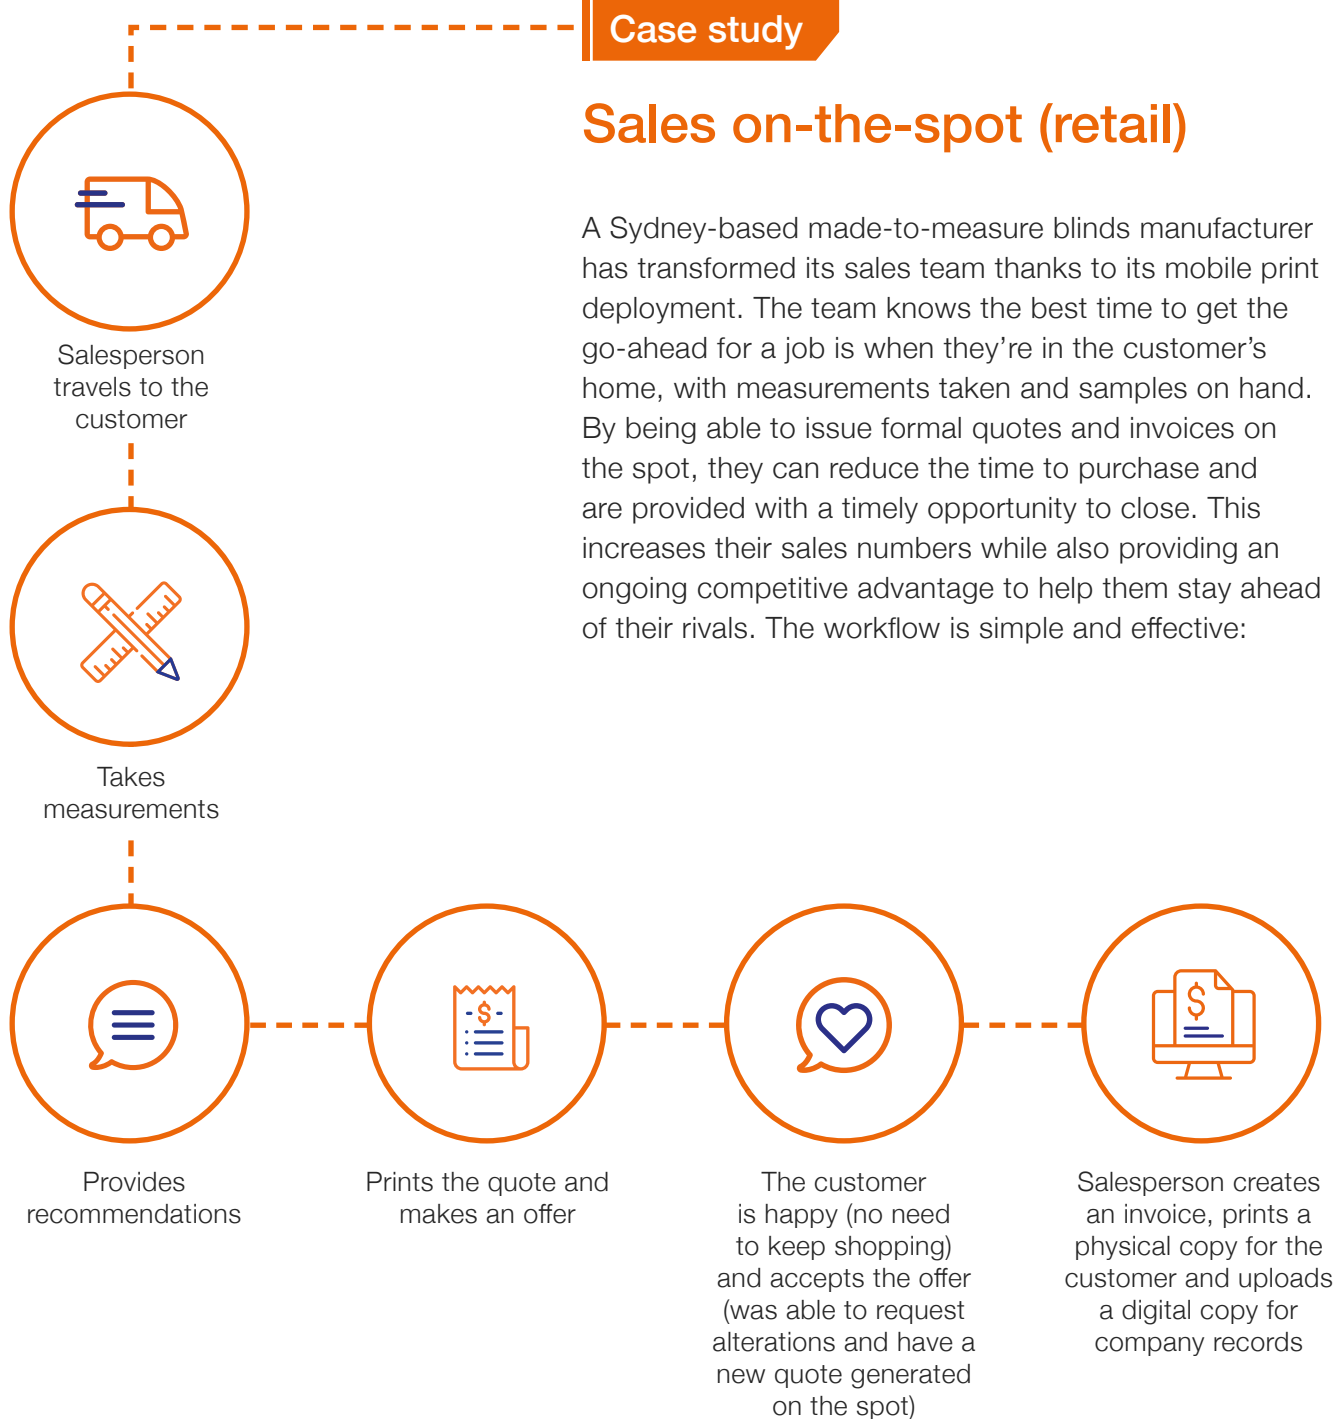 Case study
Sales on-the-spot (retail)
A Sydney-based made-to-measure blinds manufacturer
has transformed its sales team thanks to its mobile print
deployment. The team knows the best time to get the
go-ahead for a job is when they’re in the customer’s
home, with measurements taken and samples on hand.
By being able to issue formal quotes and invoices on
the spot, they can reduce the time to purchase and
are provided with a timely opportunity to close. This
increases their sales numbers while also providing an
ongoing competitive advantage to help them stay ahead
of their rivals. The workflow is simple and effective:
Salesperson
travels to the
customer
Takes
measurements
Provides
recommendations
$
Prints the quote and
makes an offer
The customer
is happy (no need
to keep shopping)
and accepts the offer
(was able to request
alterations and have a
new quote generated
on the spot)
$
Salesperson creates
an invoice, prints a
physical copy for the
customer and uploads
a digital copy for
company records